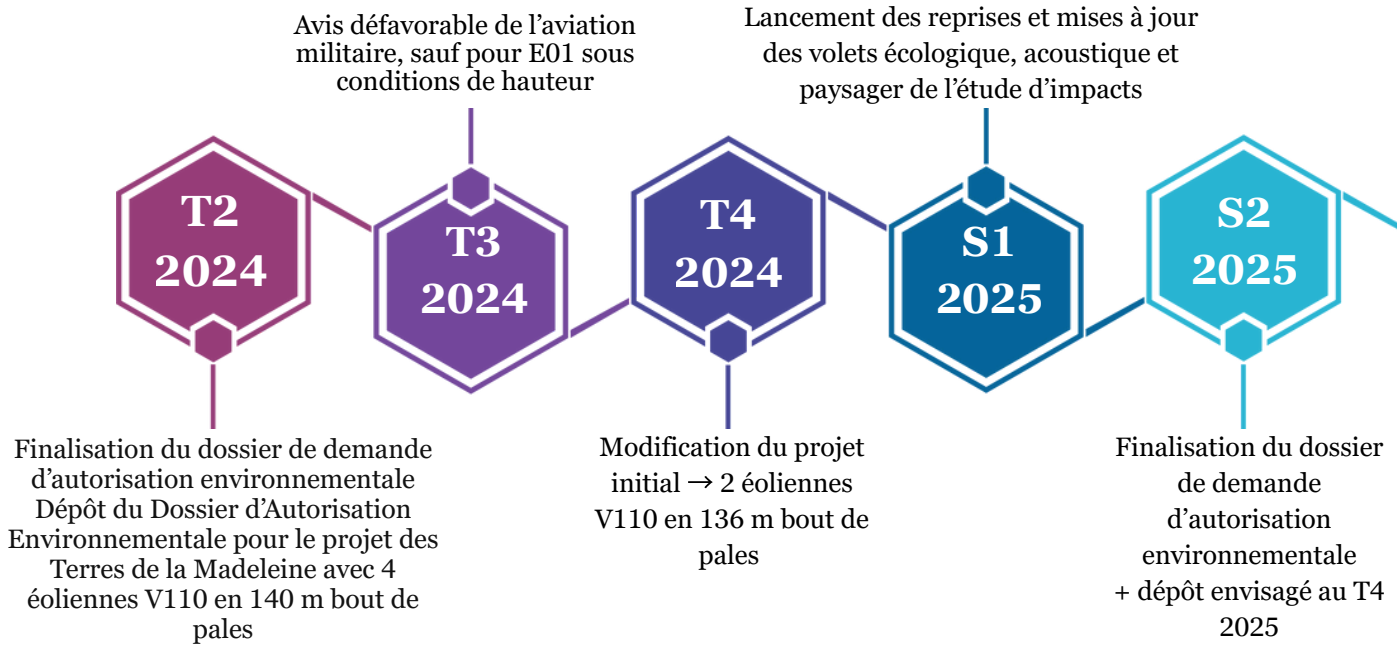 Avis défavorable de l’aviation
militaire, sauf pour E01 sous
conditions de hauteur
Lancement des reprises et mises à jour
des volets écologique, acoustique et
paysager de l’étude d’impacts
T2
2024
T3
2024
T4
2024
S1
2025
S2
2025
Finalisation du dossier de demande
d’autorisation environnementale
Dépôt du Dossier d’Autorisation
Environnementale pour le projet des
Terres de la Madeleine avec 4
éoliennes V110 en 140 m bout de
pales
Modification du projet
initial → 2 éoliennes
V110 en 136 m bout de
pales
Finalisation du dossier
de demande
d’autorisation
environnementale
+ dépôt envisagé au T4
2025